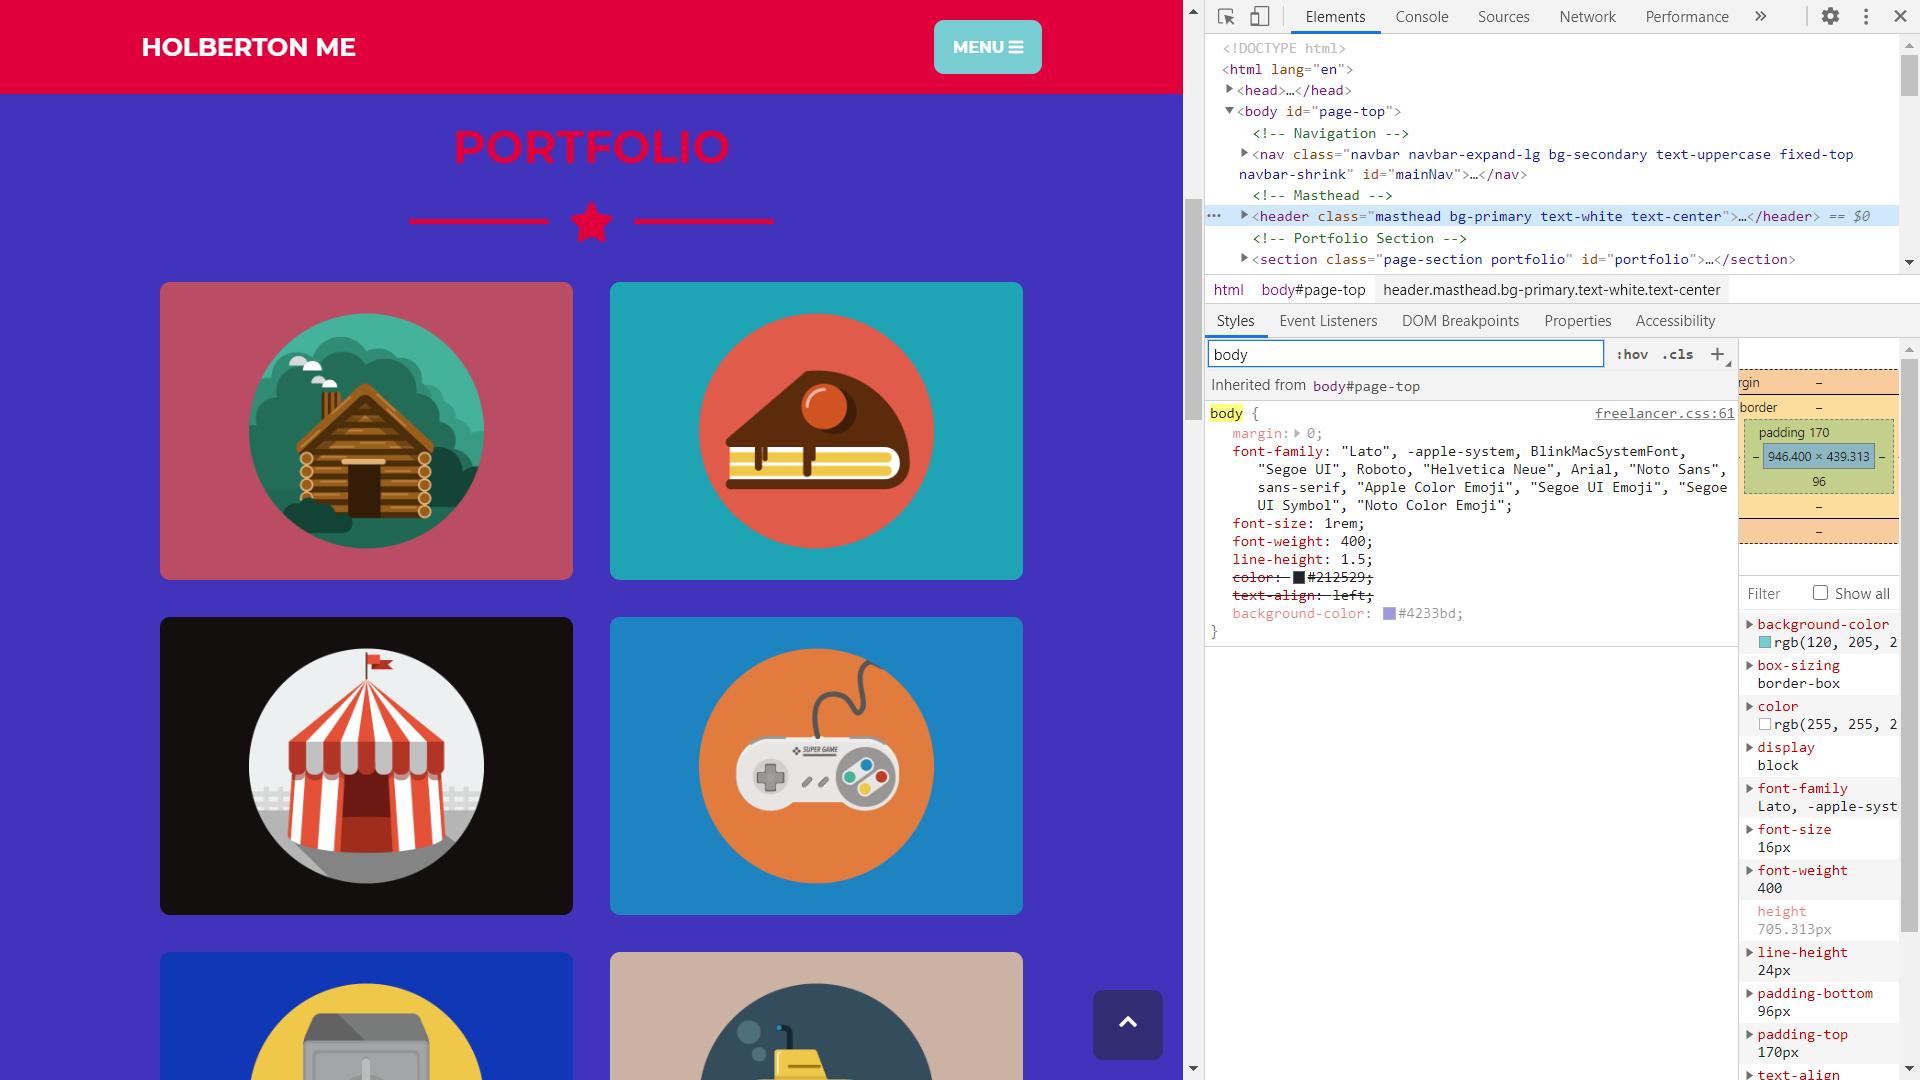 HOLBERTON ME
MENU
PORTFOLIO
SUPER GAME
Elements Console Sources Network Performance »
<!DOCTYPE html>
<html lang="en">
<head>…</head>
<body id="page-top">
<!-- Navigation -->
<nav class="navbar navbar-expand-lg bg-secondary text-uppercase fixed-top
navbar-shrink" id="mainNav">…</nav>
<!-- Masthead -->
… <header class="masthead bg-primary text-white text-center">…</header> == $0
<!-- Portfolio Section -->
<section class="page-section portfolio" id="portfolio">…</section>
html body#page-top header.masthead.bg-primary.text-white.text-center
Styles Event Listeners DOM Breakpoints Properties Accessibility
body :hov .cls +
Inherited from body#page-top
body { freelancer.css:61
margin: 0;
font-family: "Lato", -apple-system, BlinkMacSystemFont,
"Segoe UI", Roboto, "Helvetica Neue", Arial, "Noto Sans",
sans-serif, "Apple Color Emoji", "Segoe UI Emoji", "Segoe
UI Symbol", "Noto Color Emoji";
font-size: 1rem;
font-weight: 400;
line-height: 1.5;
color: #212529;
text-align: left;
background-color: #4233bd;
}
rgin –
border –
padding 170
– 946.400 × 439.313 –
96
–
–
Filter Show all
background-color
rgb(120, 205, 2
box-sizing
border-box
color
rgb(255, 255, 2
display
block
font-family
Lato, -apple-syst
font-size
16px
font-weight
400
height
705.313px
line-height
24px
padding-bottom
96px
padding-top
170px
text-align